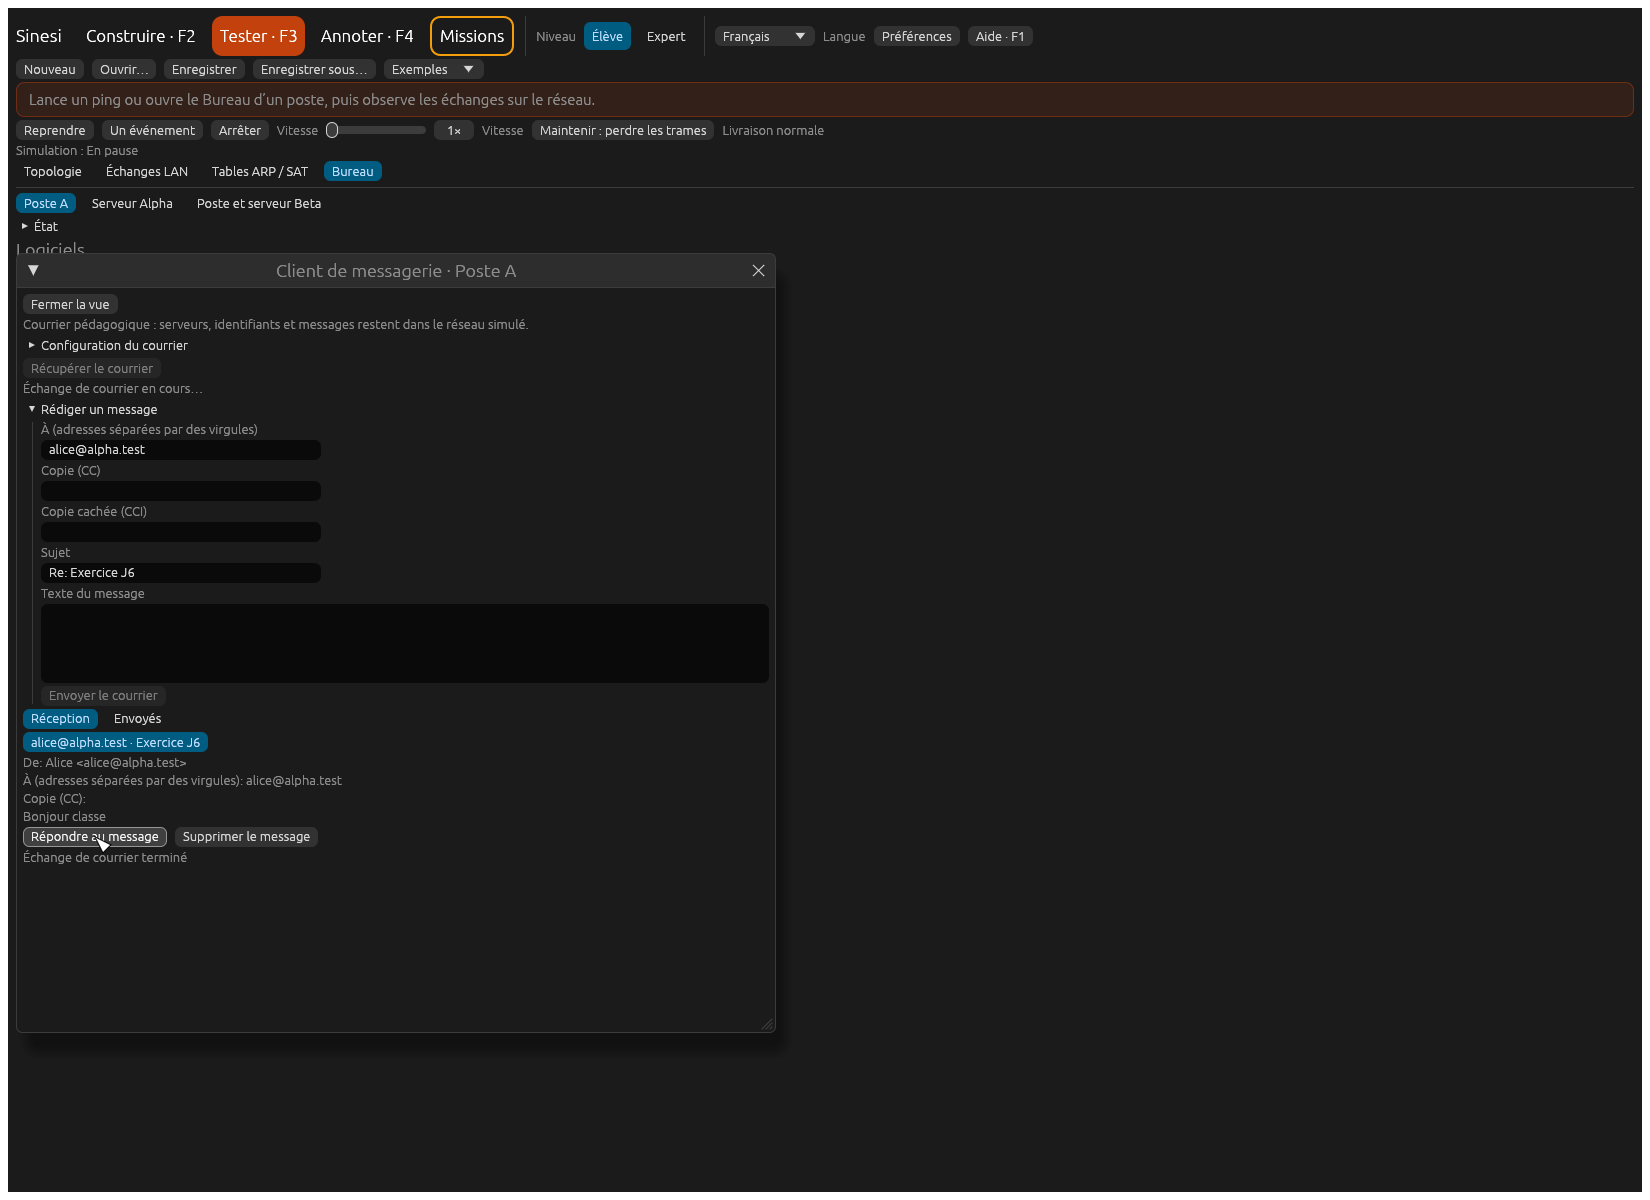 Sinesi Construire · F2 Tester · F3 Annoter · F4 Missions Niveau Élève Expert Français Langue Préférences Aide · F1
Nouveau Ouvrir… Enregistrer Enregistrer sous… Exemples
Lance un ping ou ouvre le Bureau d’un poste, puis observe les échanges sur le réseau.
Reprendre Un événement Arrêter Vitesse 1× Vitesse Maintenir : perdre les trames Livraison normale
Simulation : En pause
Topologie Échanges LAN Tables ARP / SAT Bureau
Poste A Serveur Alpha Poste et serveur Beta
État
Logiciels
Client de messagerie · Poste A
Fermer la vue
Courrier pédagogique : serveurs, identifiants et messages restent dans le réseau simulé.
Configuration du courrier
Récupérer le courrier
Échange de courrier en cours…
Rédiger un message
À (adresses séparées par des virgules)
alice@alpha.test
Copie (CC)
Copie cachée (CCI)
Sujet
Re: Exercice J6
Texte du message
Envoyer le courrier
Réception Envoyés
alice@alpha.test · Exercice J6
De: Alice <alice@alpha.test>
À (adresses séparées par des virgules): alice@alpha.test
Copie (CC):
Bonjour classe
Répondre au message Supprimer le message
Échange de courrier terminé